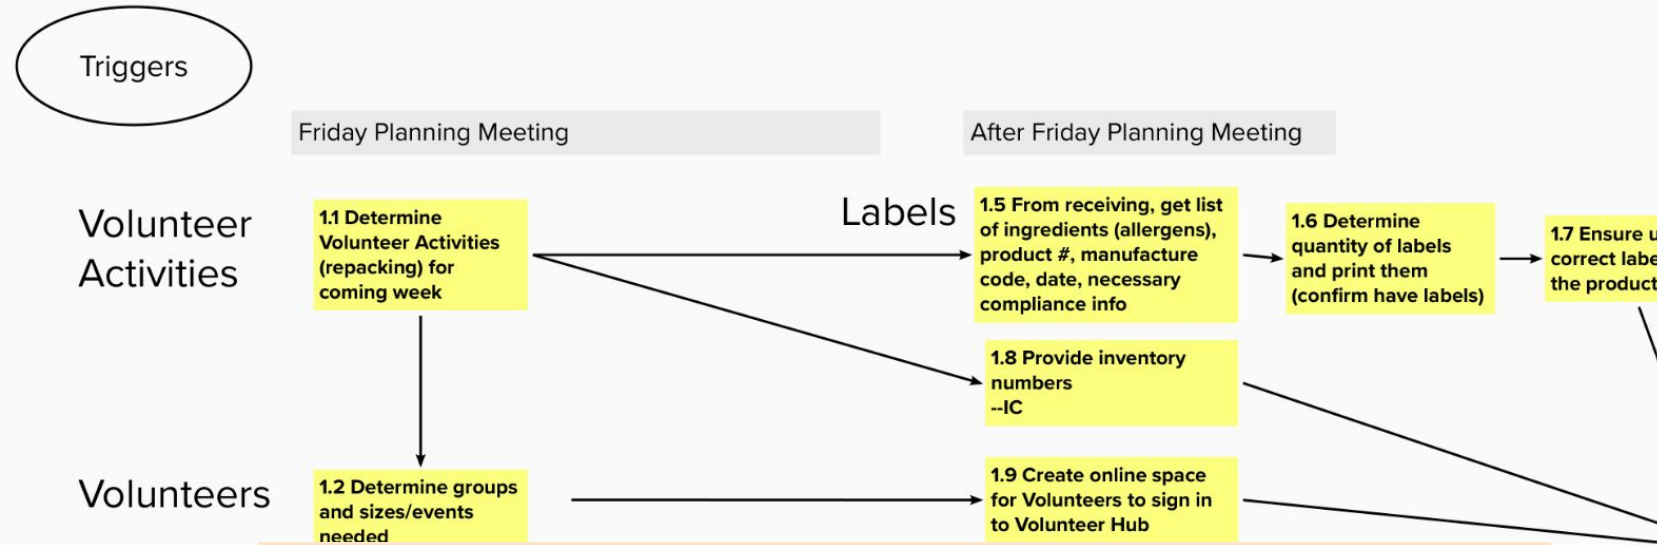 Triggers
Friday Planning Meeting
After Friday Planning Meeting
Volunteer
Activities
1.1 Determine
Volunteer Activities
(repacking) for
coming week
Labels
1.5 From receiving, get list
of ingredients (allergens),
product #, manufacture
code, date, necessary
compliance info
1.6 Determine
quantity of labels
and print them
(confirm have labels)
1.7 Ensure
correct
the product
1.8 Provide inventory
numbers
--IC
Volunteers
1.2 Determine groups
and sizes/events
needed
1.9 Create online space
for Volunteers to sign in
to Volunteer Hub